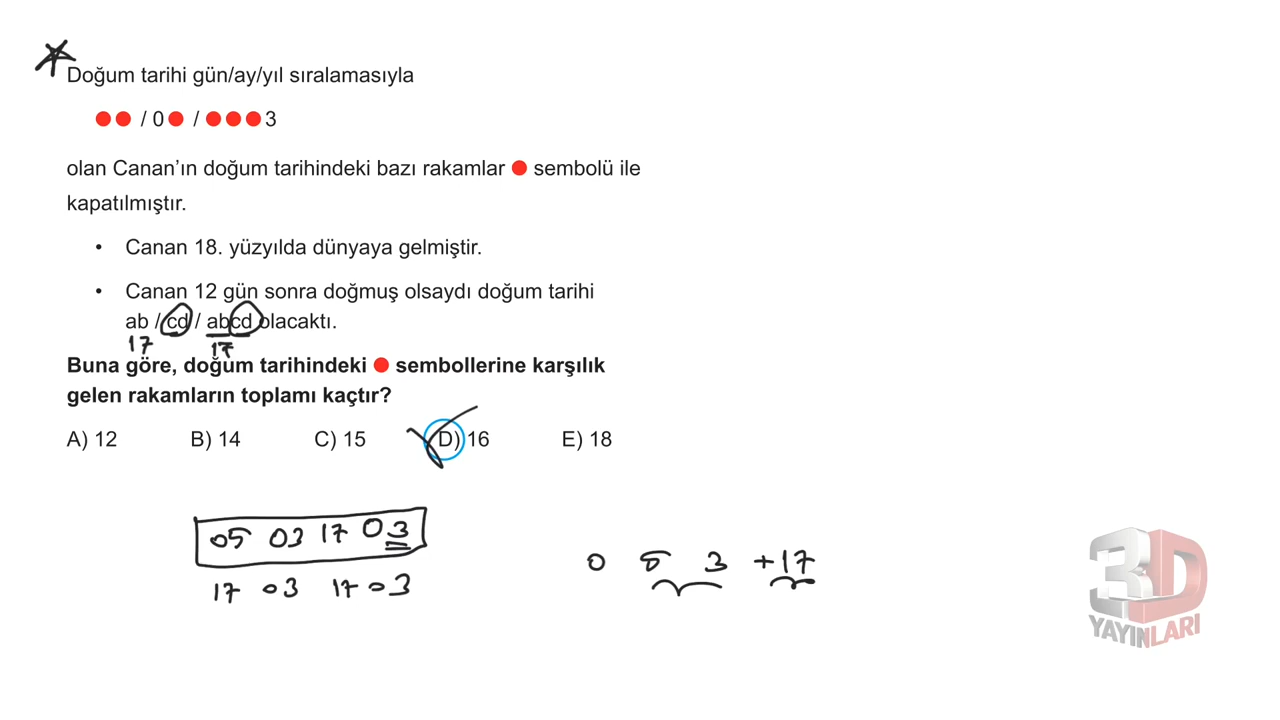 Doğum tarihi gün/ay/yıl sıralamasıyla
●● / 0● / ●●●3
olan Canan'ın doğum tarihindeki bazı rakamlar ● sembolü ile
kapatılmıştır.
• Canan 18. yüzyılda dünyaya gelmiştir.
• Canan 12 gün sonra doğmuş olsaydı doğum tarihi
ab / cd / abcd olacaktı.
17 17
Buna göre, doğum tarihindeki ● sembollerine karşılık
gelen rakamların toplamı kaçtır?
A) 12 B) 14 C) 15 D) 16 E) 18
05 03 17 03
17 03 17 03
0 5 3 +17
3D
YAYINLARI